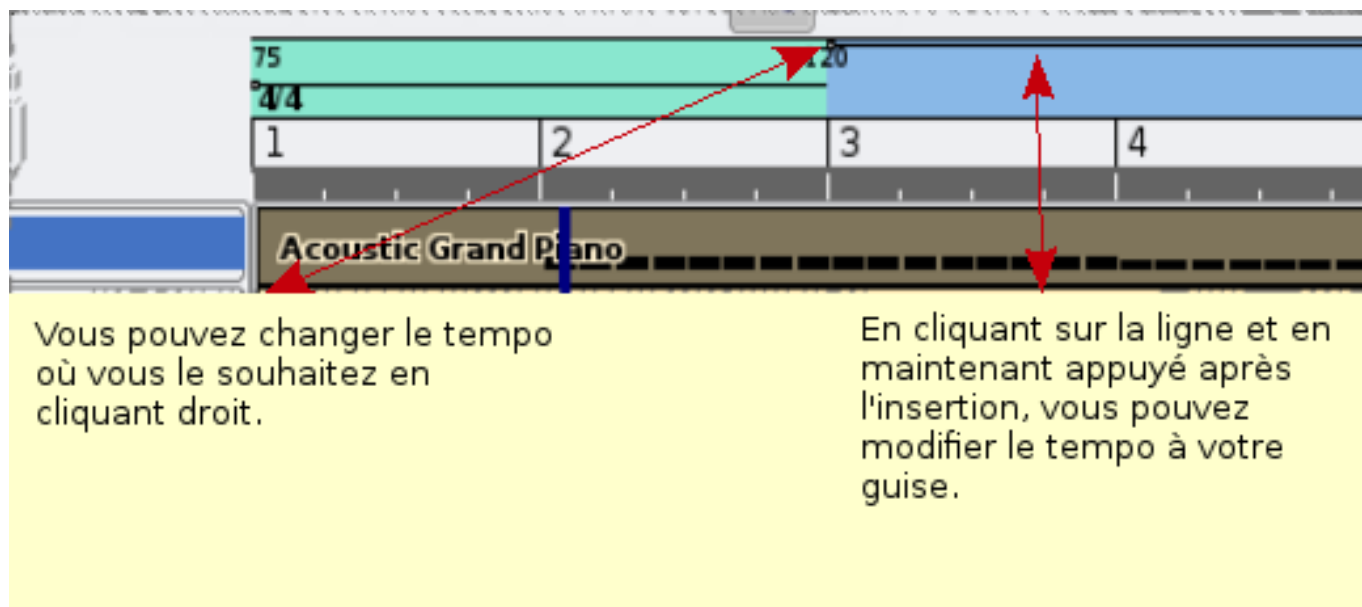 75
120
4/4
1 2 3 4
Acoustic Grand Piano
Vous pouvez changer le tempo
où vous le souhaitez en
cliquant droit.
En cliquant sur la ligne et en
maintenant appuyé après
l'insertion, vous pouvez
modifier le tempo à votre
guise.